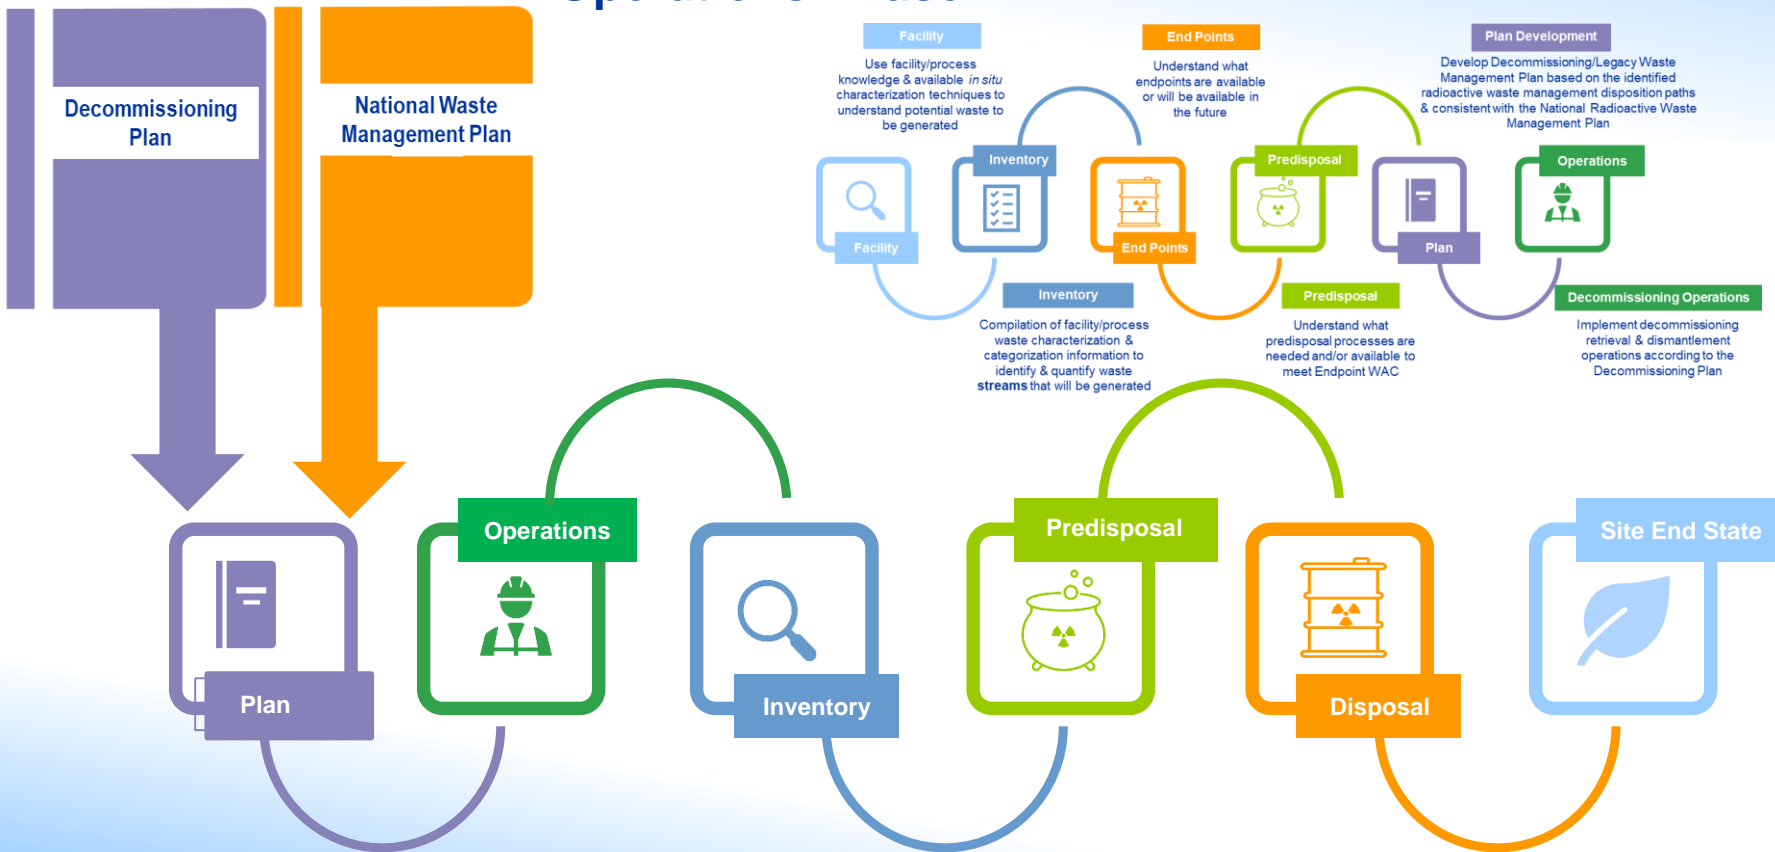 Decommissioning
Plan
National Waste
Management Plan
Facility
Use facility/process
knowledge & available in situ
characterization techniques to
understand potential waste to
be generated
End Points
Understand what
endpoints are available
or will be available in
the future
Plan Development
Develop Decommissioning/Legacy Waste
Management Plan based on the identified
radioactive waste management disposition paths
& consistent with the National Radioactive Waste
Management Plan
Facility
Inventory
End Points
Predisposal
Plan
Operations
Inventory
Compilation of facility/process
waste characterization &
categorization information to
identify & quantify waste
streams that will be generated
Predisposal
Understand what
predisposal processes are
needed and/or available to
meet Endpoint WAC
Decommissioning Operations
Implement decommissioning
retrieval & dismantlement
operations according to the
Decommissioning Plan
Plan
Operations
Inventory
Predisposal
Disposal
Site End State